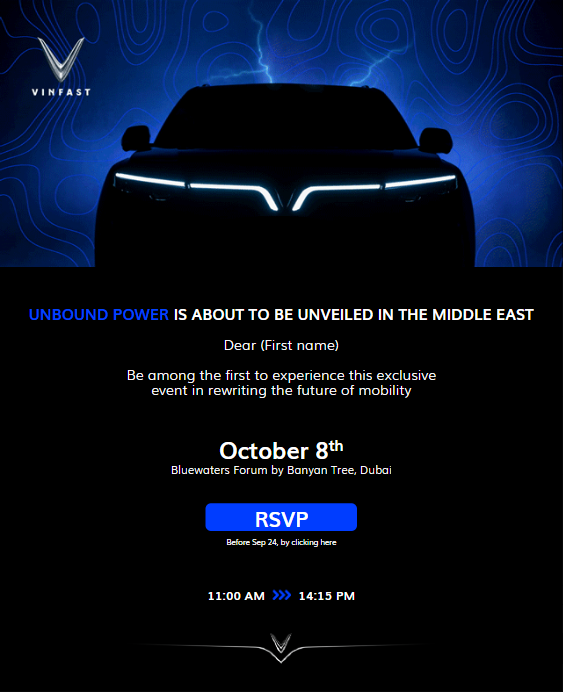 VINFAST
UNBOUND POWER IS ABOUT TO BE UNVEILED IN THE MIDDLE EAST
Dear (First name)
Be among the first to experience this exclusive
event in rewriting the future of mobility
October 8th
Bluewaters Forum by Banyan Tree, Dubai
RSVP
Before Sep 24, by clicking here
11:00 AM >>> 14:15 PM